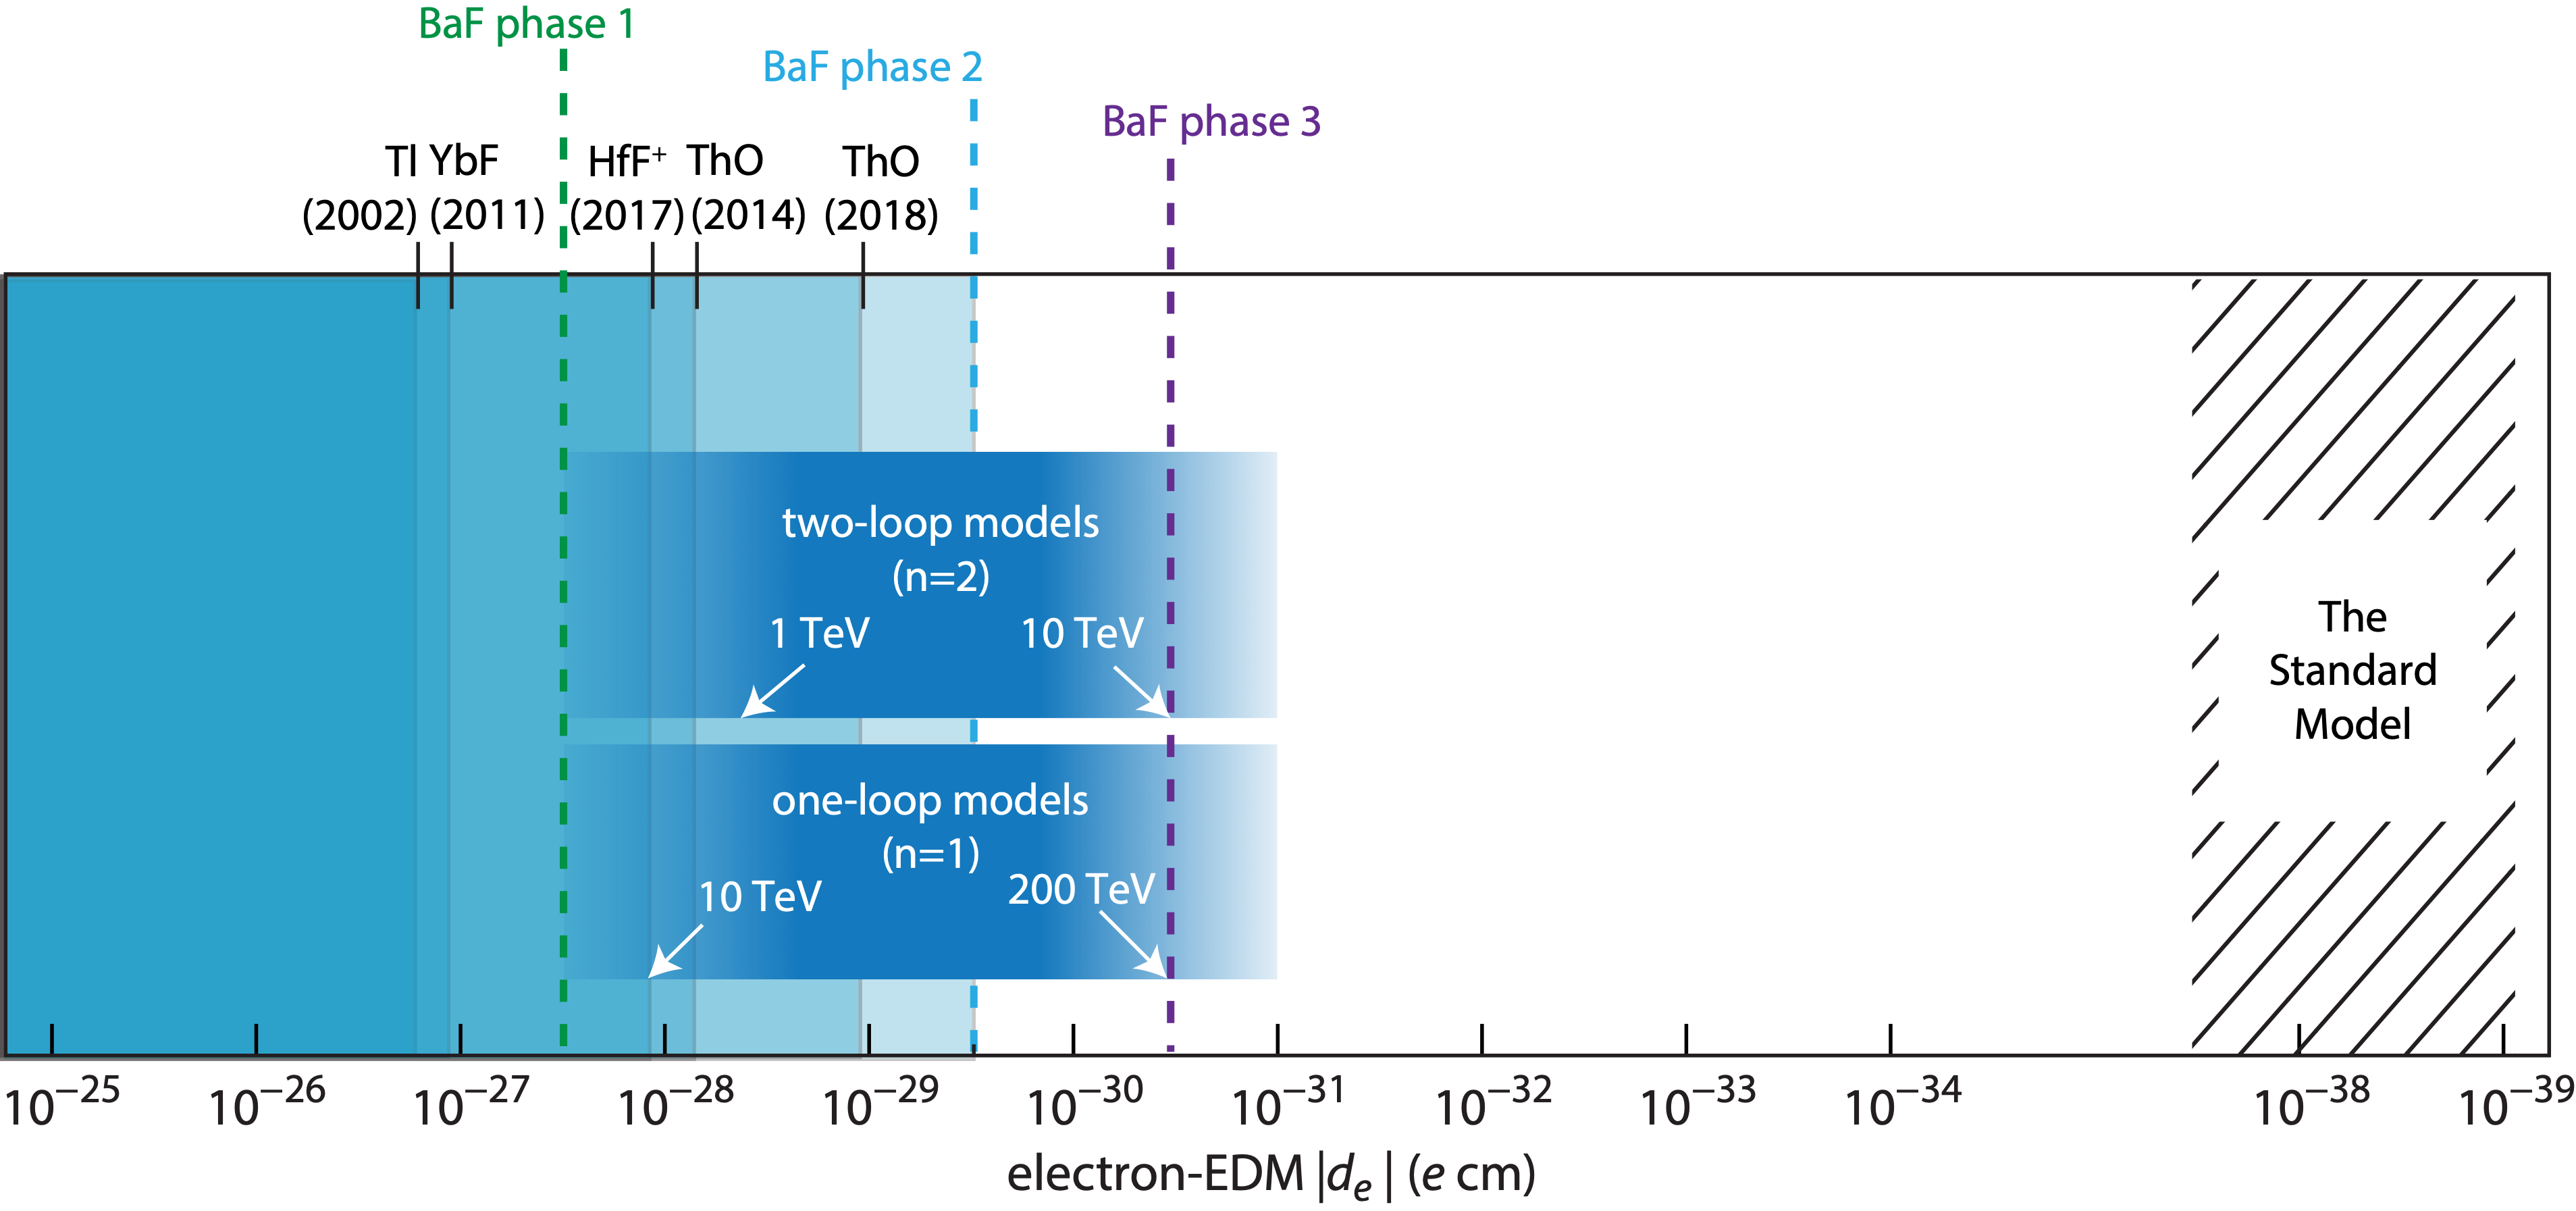 BaF phase 1
BaF phase 2
BaF phase 3
Tl YbF HfF⁺ ThO ThO
(2002) (2011) (2017) (2014) (2018)
two-loop models
(n=2)
1 TeV 10 TeV
one-loop models
(n=1)
10 TeV 200 TeV
The
Standard
Model
10⁻²⁵ 10⁻²⁶ 10⁻²⁷ 10⁻²⁸ 10⁻²⁹ 10⁻³⁰ 10⁻³¹ 10⁻³² 10⁻³³ 10⁻³⁴ 10⁻³⁸ 10⁻³⁹
electron-EDM |dₑ| (e cm)